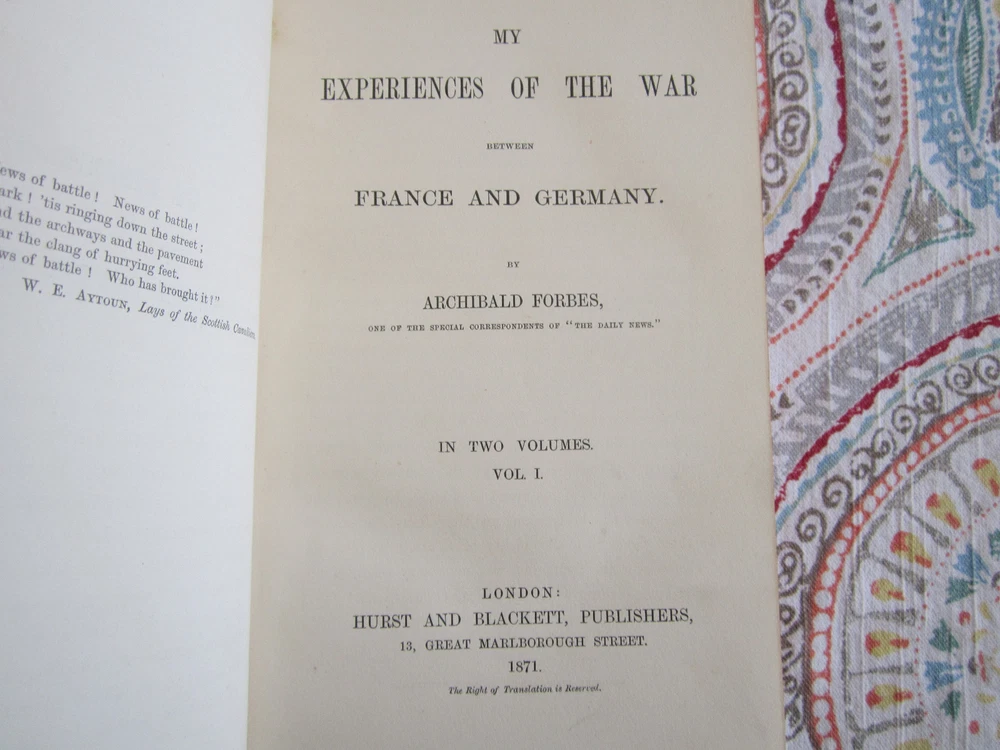 ews of battle! News of battle!
ark! 'tis ringing down the street;
d the archways and the pavement
ar the clang of hurrying feet.
ws of battle! Who has brought it!"
W. E. AYTOUN, Lays of the Scottish Cavaliers
MY
EXPERIENCES OF THE WAR
BETWEEN
FRANCE AND GERMANY.
BY
ARCHIBALD FORBES,
ONE OF THE SPECIAL CORRESPONDENTS OF "THE DAILY NEWS."
IN TWO VOLUMES.
VOL. I.
LONDON:
HURST AND BLACKETT, PUBLISHERS,
13, GREAT MARLBOROUGH STREET.
1871.
The Right of Translation is Reserved.